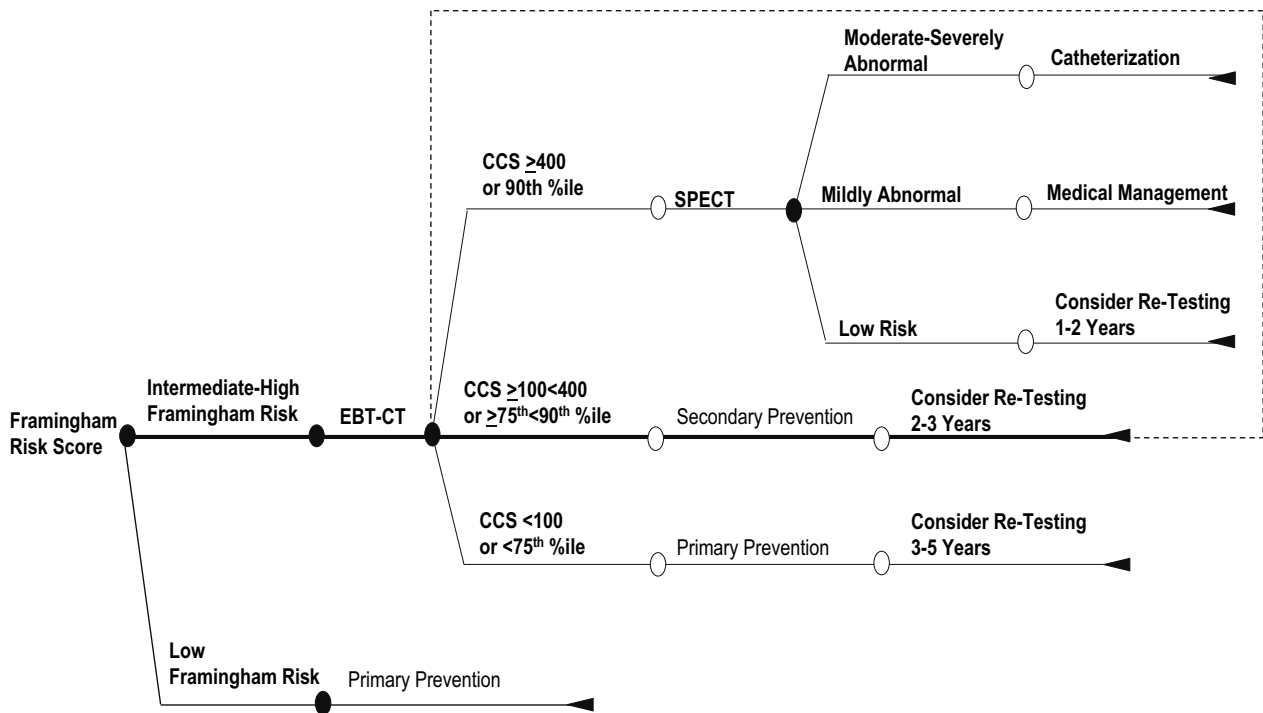 Moderate-Severely
Abnormal
Catheterization
CCS ≥400
or 90th %ile
SPECT
Mildly Abnormal
Medical Management
Low Risk
Consider Re-Testing
1-2 Years
Framingham
Risk Score
Intermediate-High
Framingham Risk
EBT-CT
CCS ≥100<400
or ≥75th<90th %ile
Secondary Prevention
Consider Re-Testing
2-3 Years
CCS <100
or <75th %ile
Primary Prevention
Consider Re-Testing
3-5 Years
Low
Framingham Risk
Primary Prevention